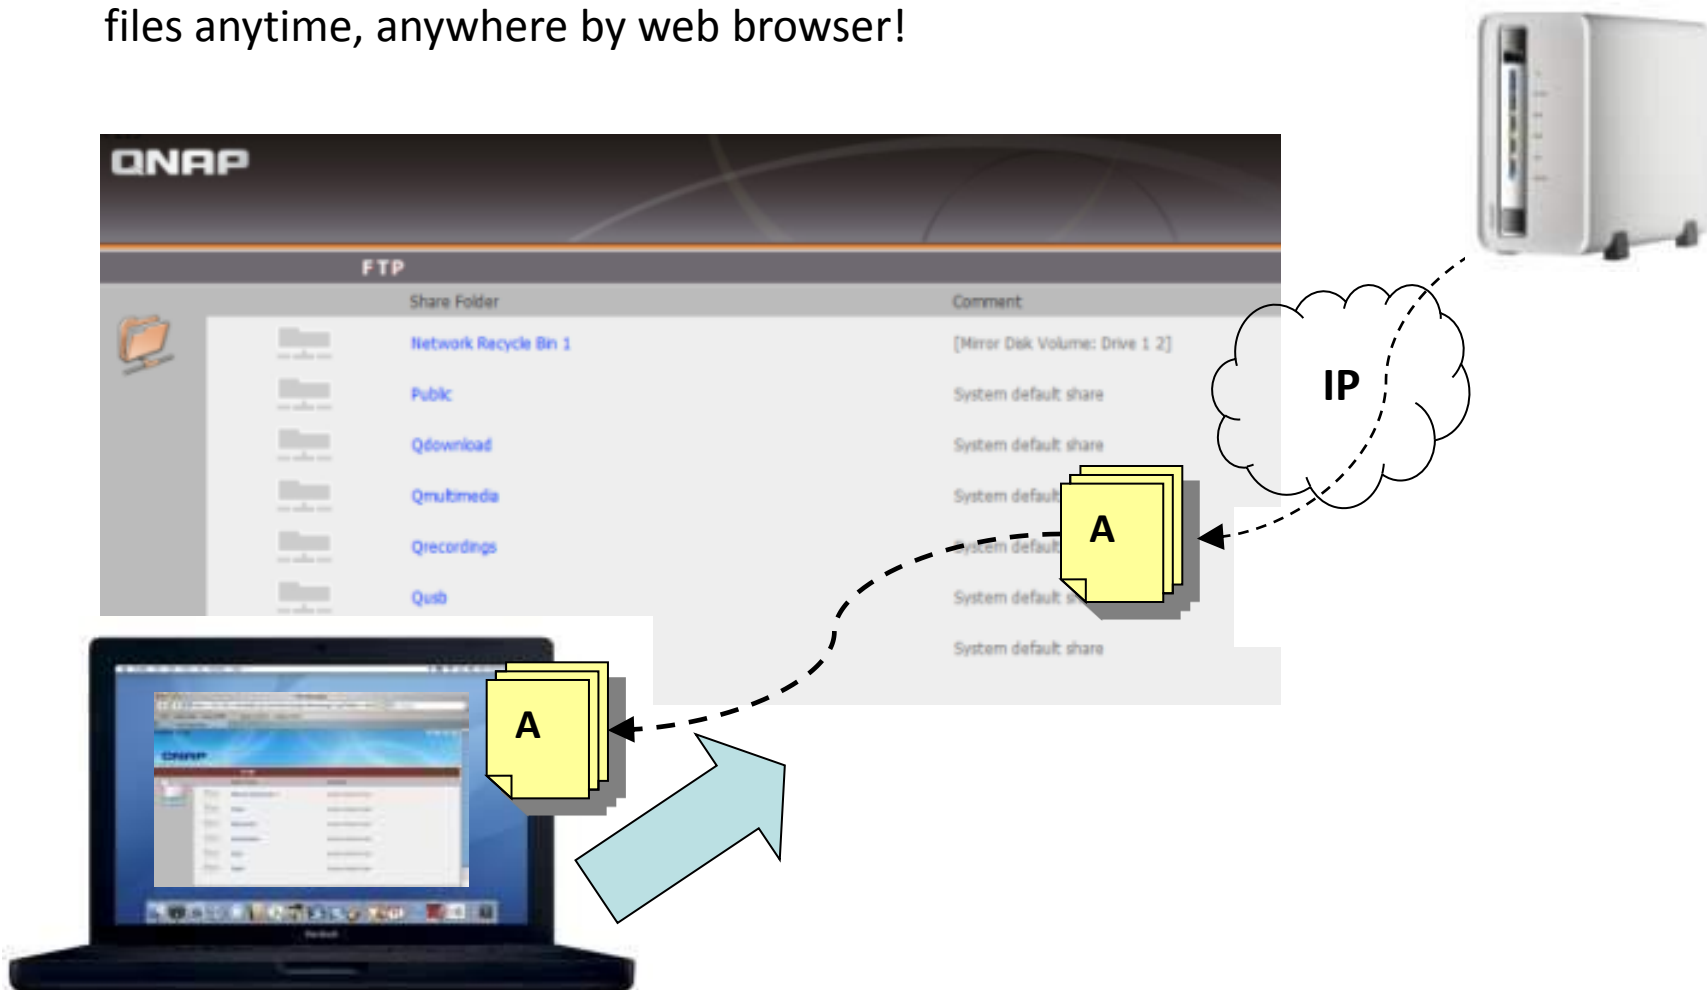 files anytime, anywhere by web browser!
QNAP
FTP
Share Folder Comment
Network Recycle Bin 1 [Mirror Disk Volume: Drive 1 2]
Public System default share
Qdownload System default share
Qmultimedia System default
Qrecordings System default
Qusb System default
System default share
IP
A
A
QNAP